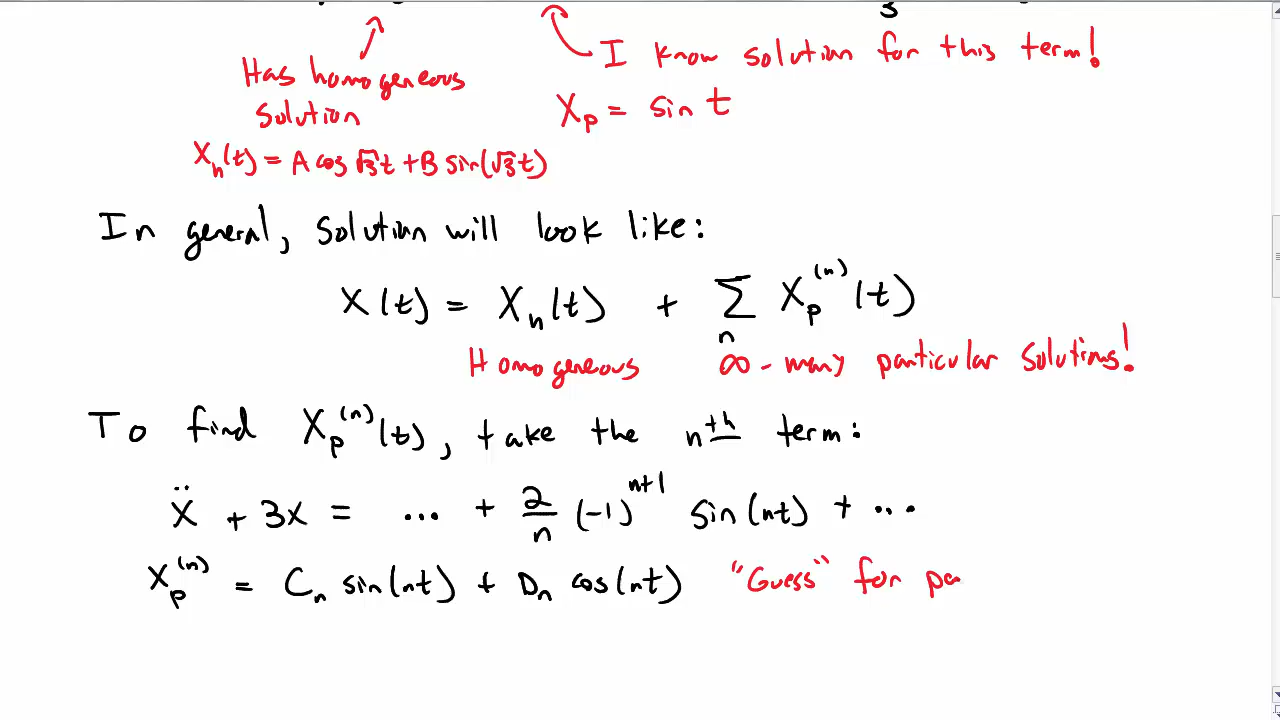 I know solution for this term!
Has homogeneous
solution
Xₚ = sin t
Xₕ(t) = A cos √3t + B sin(√3t)
In general, solution will look like:
X(t) = Xₕ(t) + ∑ₙ Xₚ⁽ⁿ⁾(t)
Homogeneous ∞-many particular solutions!
To find Xₚ⁽ⁿ⁾(t), take the nth term:
Ẍ + 3X = ... + 2/n (-1)ⁿ⁺¹ sin(nt) + ...
Xₚ⁽ⁿ⁾ = Cₙ sin(nt) + Dₙ cos(nt) "Guess" for pa